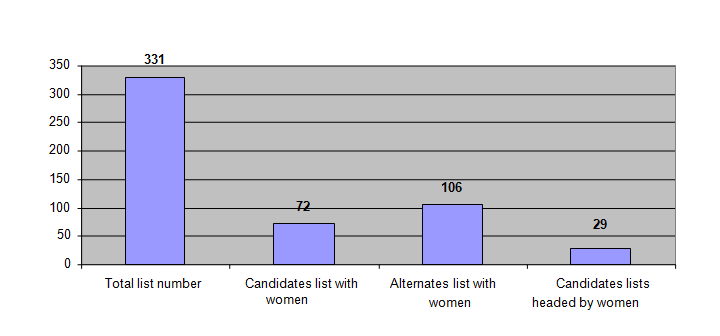 331
350
300
250
200
150
100
50
0
72
106
29
Total list number
Candidates list with
women
Alternates list with
women
Candidates lists
headed by women